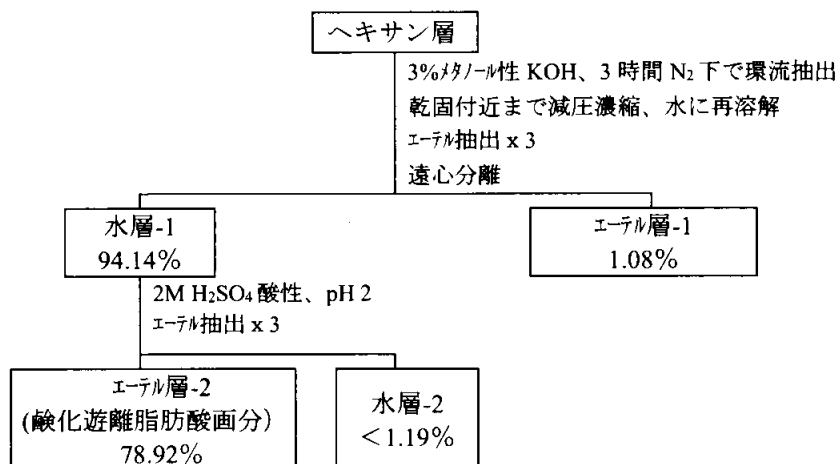 ヘキサン層
3%メタノール性 KOH、3 時間 N₂ 下で環流抽出
乾固付近まで減圧濃縮、水に再溶解
エーテル抽出 x 3
遠心分離
水層-1
94.14%
エーテル層-1
1.08%
2M H₂SO₄ 酸性、pH 2
エーテル抽出 x 3
エーテル層-2
(鹸化遊離脂肪酸画分)
78.92%
水層-2
＜1.19%